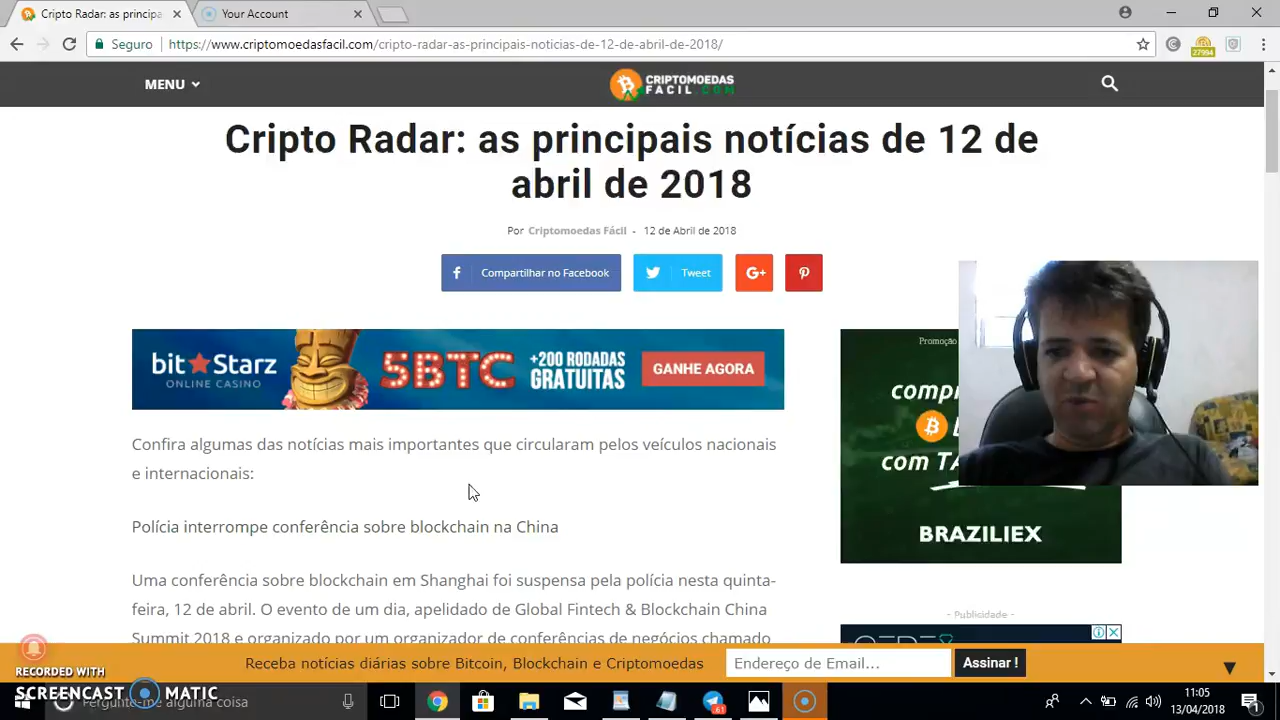 Cripto Radar: as principa
Your Account
Seguro
https://www.criptomoedasfacil.com/cripto-radar-as-principais-noticias-de-12-de-abril-de-2018/
27994
MENU
CRIPTOMOEDAS
FACIL.COM
Cripto Radar: as principais notícias de 12 de
abril de 2018
Por Criptomoedas Fácil - 12 de Abril de 2018
Compartilhar no Facebook
Tweet
G+
bit★Starz
ONLINE CASINO
5BTC
+200 RODADAS
GRATUITAS
GANHE AGORA
Promoção
compr
com TA
BRAZILIEX
Confira algumas das notícias mais importantes que circularam pelos veículos nacionais
e internacionais:
Polícia interrompe conferência sobre blockchain na China
Uma conferência sobre blockchain em Shanghai foi suspensa pela polícia nesta quinta-
feira, 12 de abril. O evento de um dia, apelidado de Global Fintech & Blockchain China
Summit 2018 e organizado por um organizador de conferências de negócios chamado
- Publicidade -
Receba notícias diárias sobre Bitcoin, Blockchain e Criptomoedas
Endereço de Email...
Assinar !
RECORDED WITH
SCREENCAST MATIC
Pergunte-me alguma coisa
61
11:05
13/04/2018
1